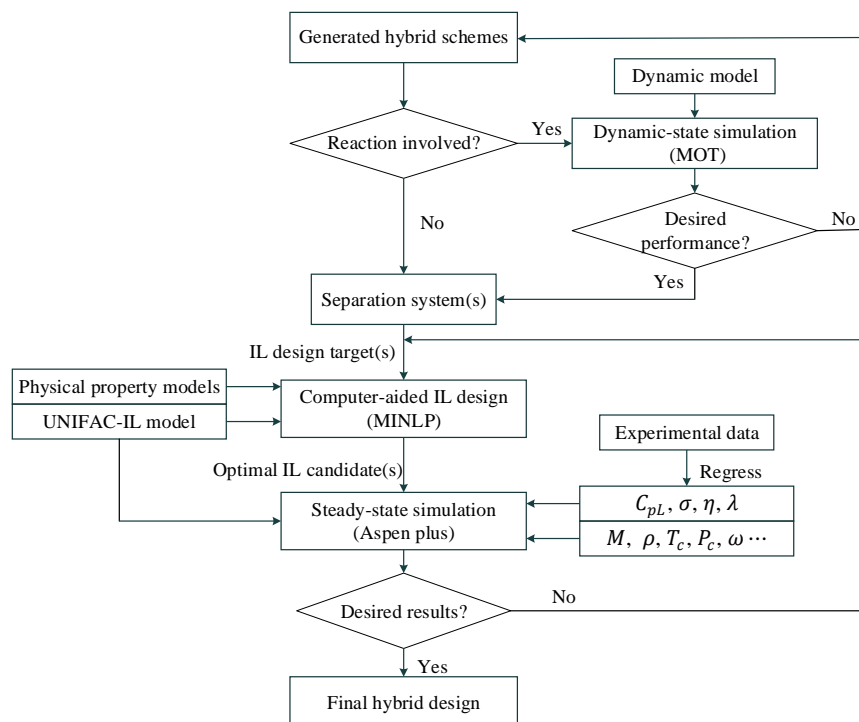 Generated hybrid schemes
Dynamic model
Reaction involved?
Yes
Dynamic-state simulation
(MOT)
No
Desired
performance?
No
Yes
Separation system(s)
IL design target(s)
Physical property models
UNIFAC-IL model
Computer-aided IL design
(MINLP)
Experimental data
Optimal IL candidate(s)
Regress
Steady-state simulation
(Aspen plus)
$C_{pL}$, σ, η, λ
$M$, ρ, $T_c$, $P_c$, ω ⋯
Desired results?
No
Yes
Final hybrid design